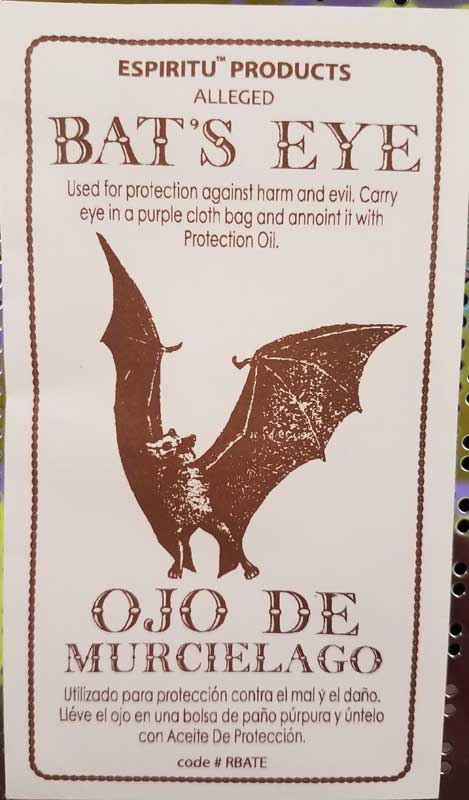 ESPIRITU™ PRODUCTS
ALLEGED
BAT'S EYE
Used for protection against harm and evil. Carry
eye in a purple cloth bag and annoint it with
Protection Oil.
OJO DE
MURCIELAGO
Utilizado para protección contra el mal y el daño.
Lléve el ojo en una bolsa de paño púrpura y úntelo
con Aceite De Protección.
code # RBATE